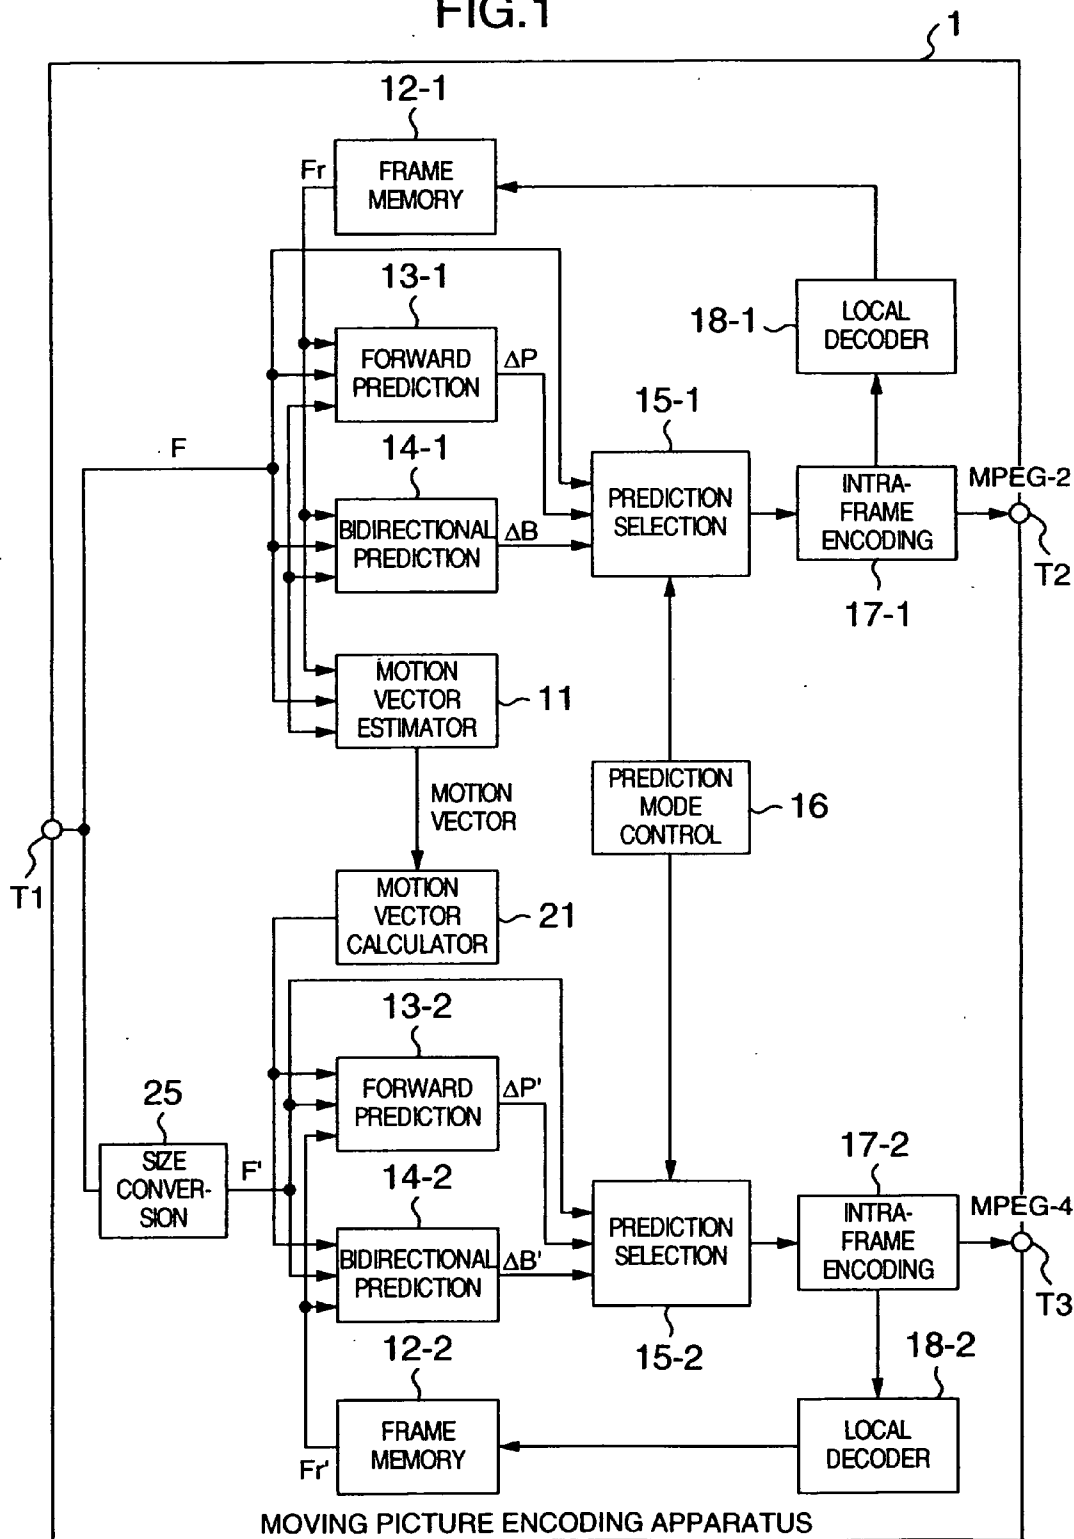 FIG.1
1
12-1
Fr
FRAME
MEMORY
13-1
18-1
LOCAL
DECODER
FORWARD
PREDICTION
ΔP
15-1
F
14-1
PREDICTION
SELECTION
INTRA-
FRAME
ENCODING
MPEG-2
BIDIRECTIONAL
PREDICTION
ΔB
T2
17-1
MOTION
VECTOR
ESTIMATOR
11
MOTION
VECTOR
PREDICTION
MODE
CONTROL
16
T1
MOTION
VECTOR
CALCULATOR
21
13-2
FORWARD
PREDICTION
ΔP'
25
SIZE
CONVER-
SION
F'
14-2
17-2
PREDICTION
SELECTION
INTRA-
FRAME
ENCODING
MPEG-4
BIDIRECTIONAL
PREDICTION
ΔB'
T3
12-2
15-2
18-2
FRAME
MEMORY
LOCAL
DECODER
Fr'
MOVING PICTURE ENCODING APPARATUS